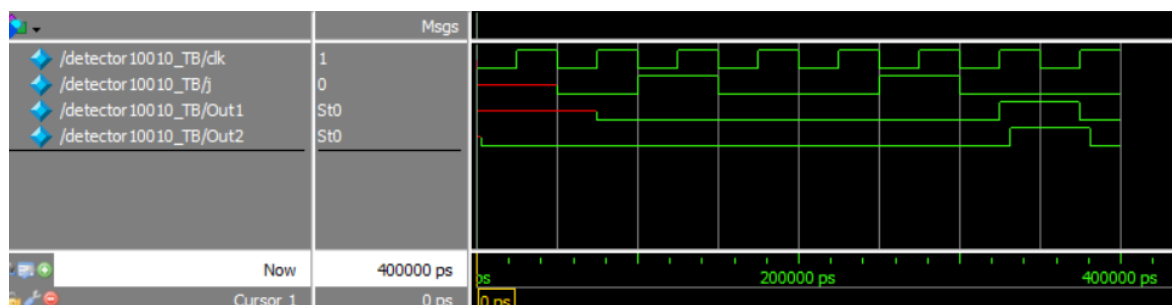 Msgs
/detector10010_TB/clk 1
/detector10010_TB/j 0
/detector10010_TB/Out1 St0
/detector10010_TB/Out2 St0
Now 400000 ps ps 200000 ps 400000 ps
Cursor 1 0 ps 0 ps